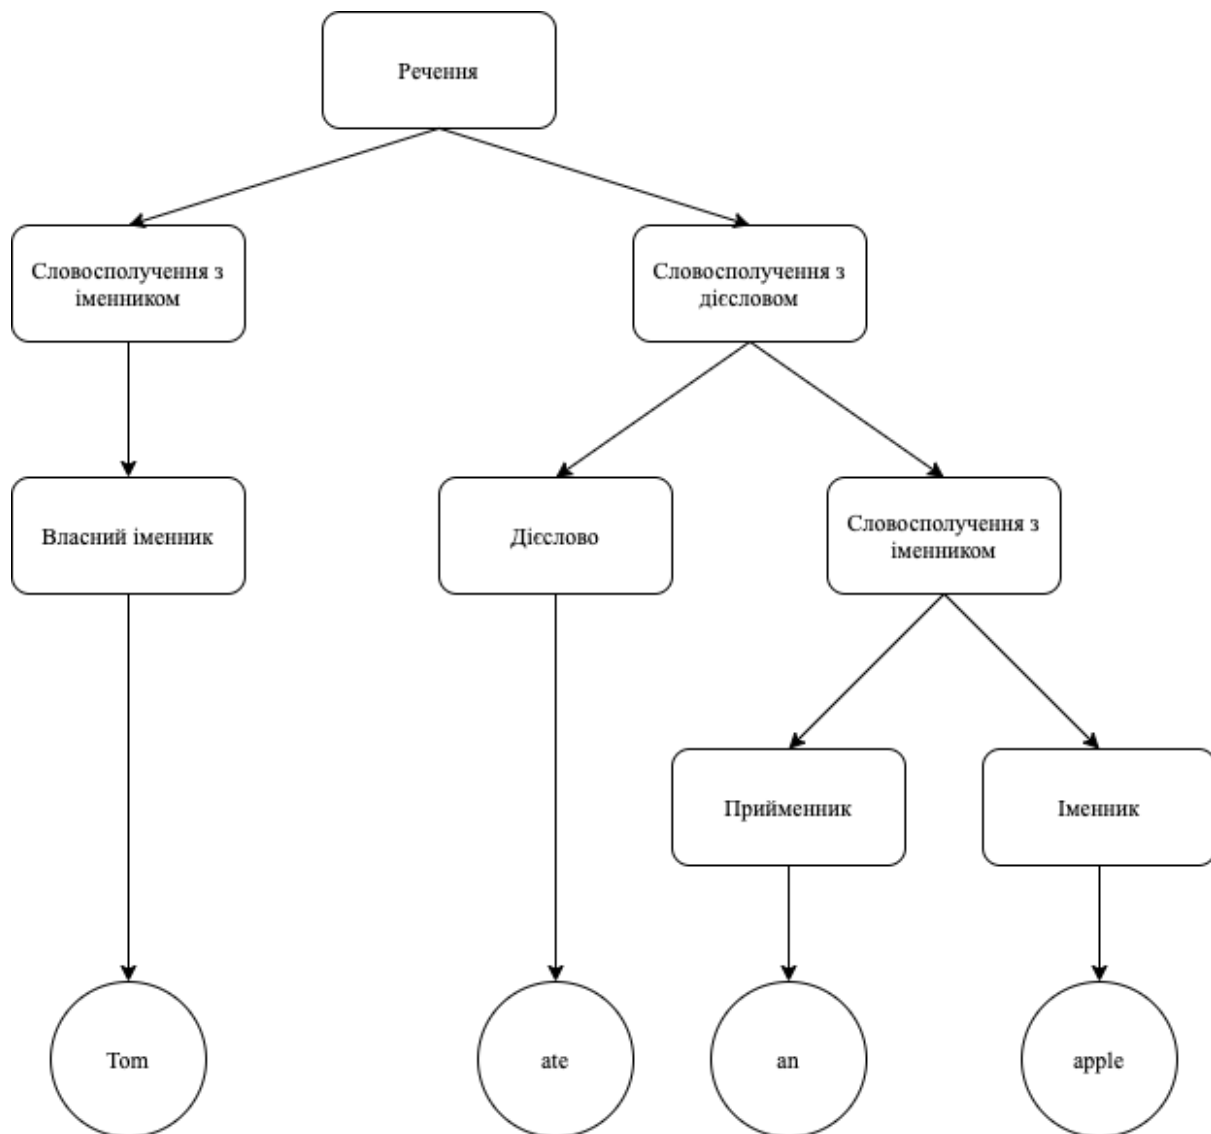 Речення
Словосполучення з
іменником
Словосполучення з
дієсловом
Власний іменник
Дієслово
Словосполучення з
іменником
Прийменник
Іменник
Tom
ate
an
apple